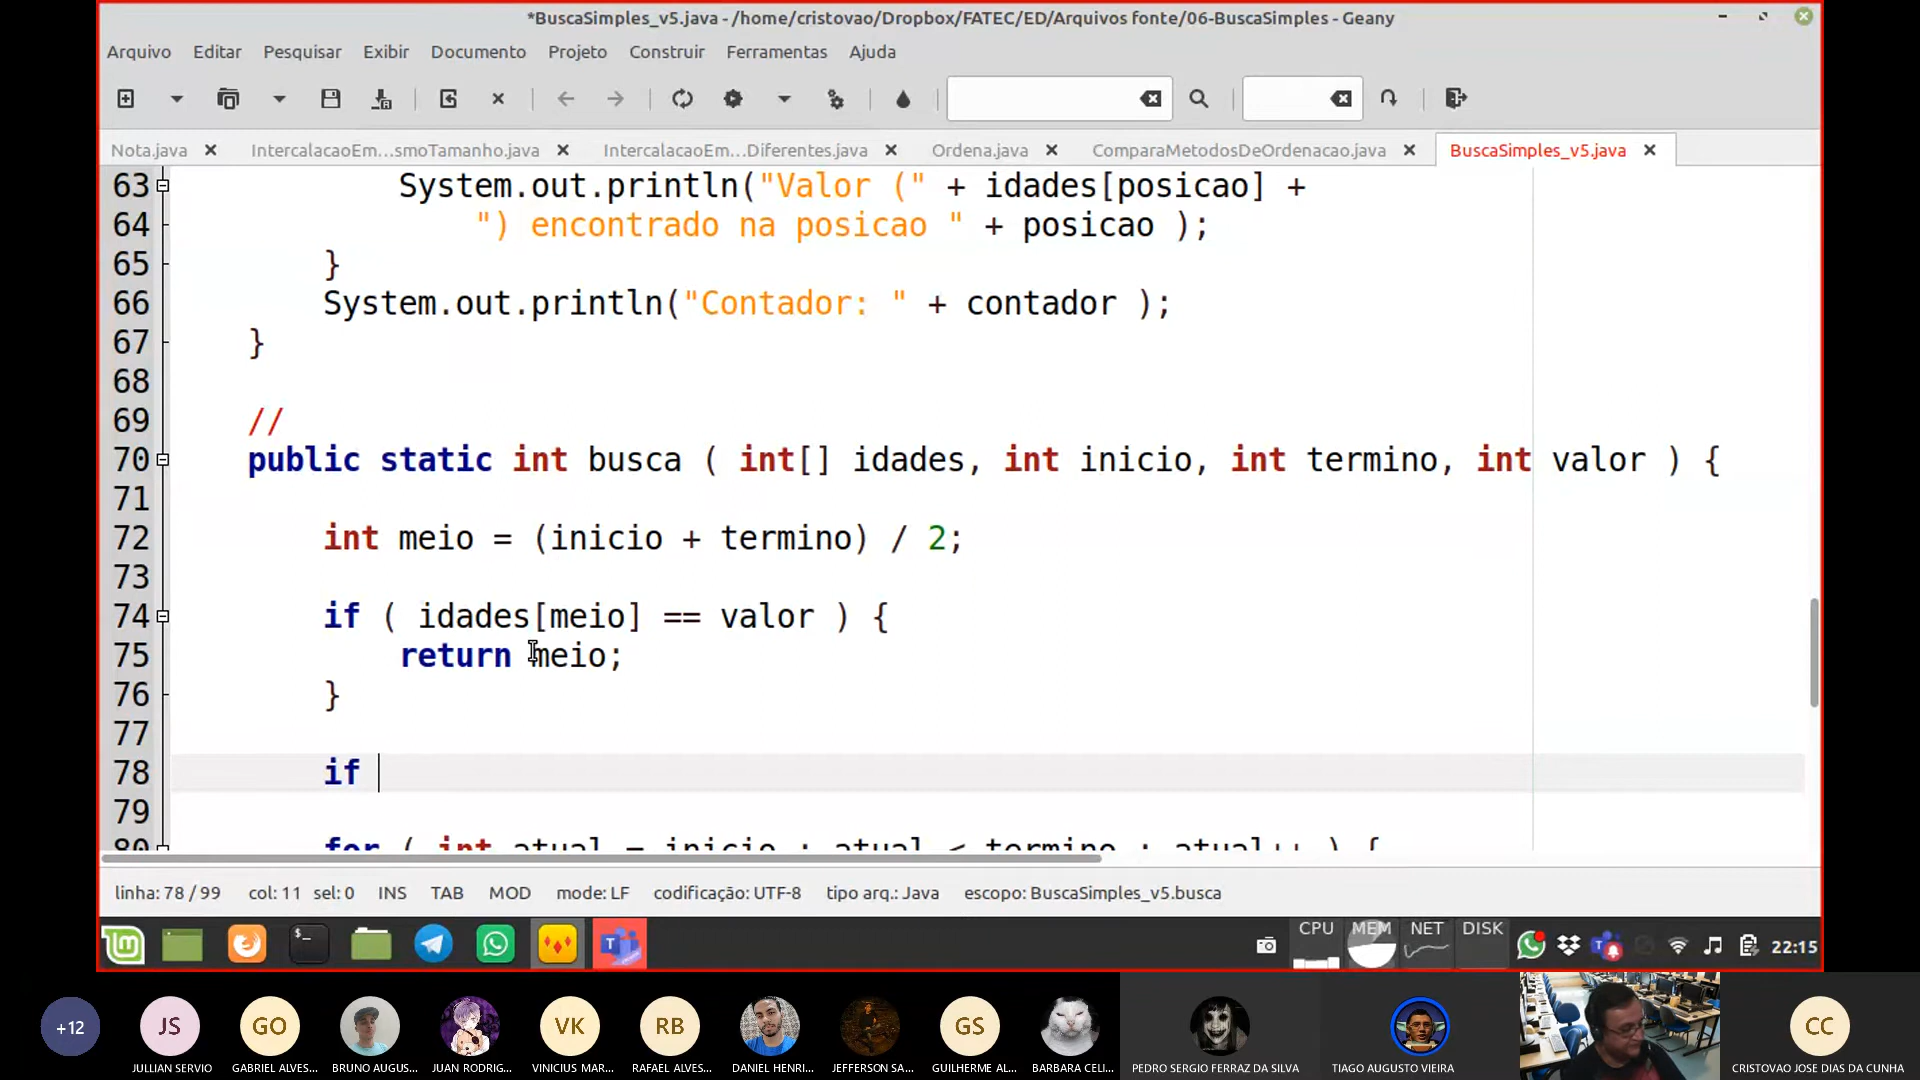 *BuscaSimples_v5.java - /home/cristovao/Dropbox/FATEC/ED/Arquivos fonte/06-BuscaSimples - Geany
Arquivo Editar Pesquisar Exibir Documento Projeto Construir Ferramentas Ajuda
Nota.java IntercalacaoEm...smoTamanho.java IntercalacaoEm...Diferentes.java Ordena.java ComparaMetodosDeOrdenacao.java BuscaSimples_v5.java
63 System.out.println("Valor (" + idades[posicao] +
64 ") encontrado na posicao " + posicao );
65 }
66 System.out.println("Contador: " + contador );
67 }
68
69 //
70 public static int busca ( int[] idades, int inicio, int termino, int valor ) {
71
72 int meio = (inicio + termino) / 2;
73
74 if ( idades[meio] == valor ) {
75 return meio;
76 }
77
78 if
79
80 for ( int atual = inicio ; atual < termino ; atual++ ) {
linha: 78 / 99 col: 11 sel: 0 INS TAB MOD mode: LF codificação: UTF-8 tipo arq.: Java escopo: BuscaSimples_v5.busca
CPU MEM NET DISK 22:15
+12 JS GO VK RB GS CC
JULLIAN SERVIO GABRIEL ALVES... BRUNO AUGUS... JUAN RODRIG... VINICIUS MAR... RAFAEL ALVES... DANIEL HENRI... JEFFERSON SA... GUILHERME AL... BARBARA CELI... PEDRO SERGIO FERRAZ DA SILVA TIAGO AUGUSTO VIEIRA CRISTOVAO JOSE DIAS DA CUNHA